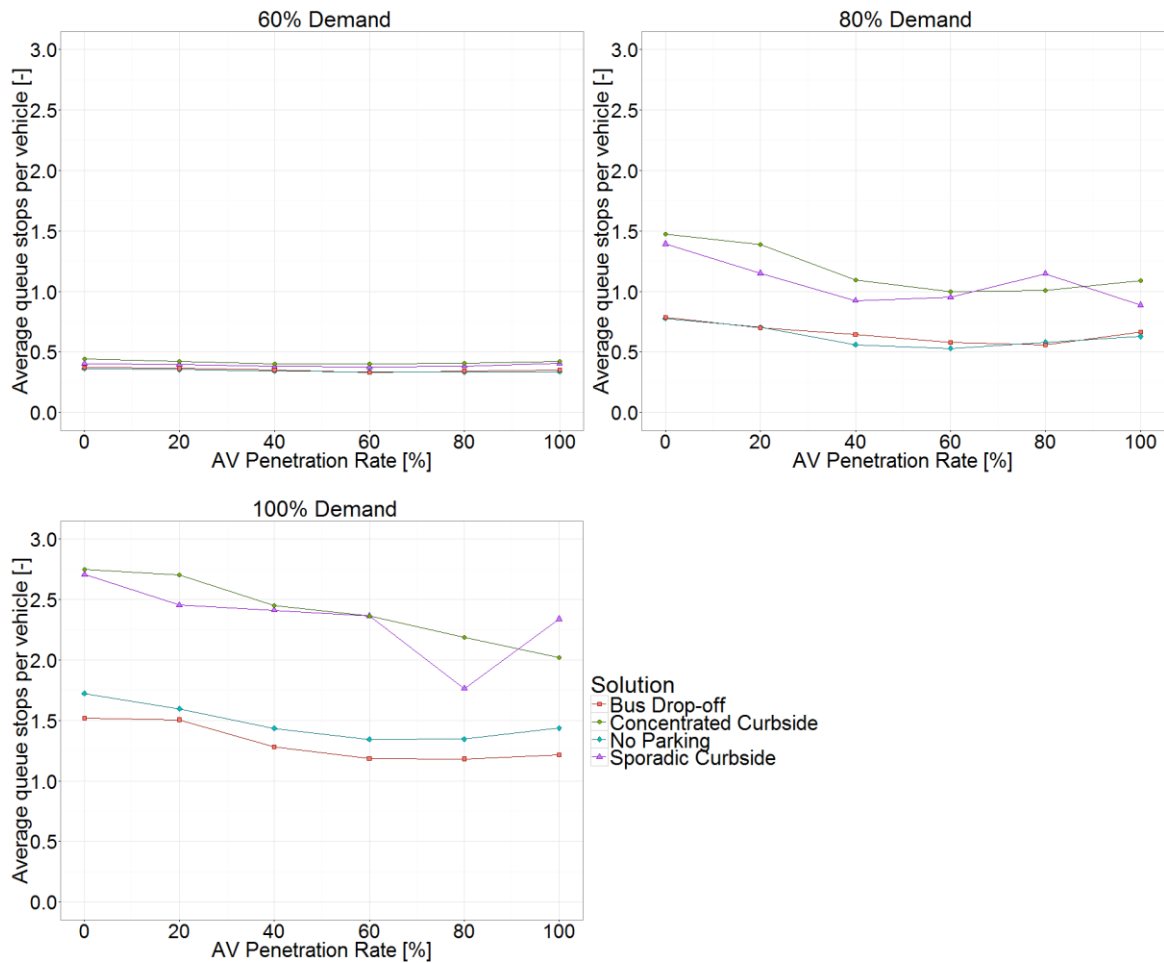 60% Demand
Average queue stops per vehicle [-]
3.0
2.5
2.0
1.5
1.0
0.5
0.0
0 20 40 60 80 100
AV Penetration Rate [%]
80% Demand
Average queue stops per vehicle [-]
3.0
2.5
2.0
1.5
1.0
0.5
0.0
0 20 40 60 80 100
AV Penetration Rate [%]
100% Demand
Average queue stops per vehicle [-]
3.0
2.5
2.0
1.5
1.0
0.5
0.0
0 20 40 60 80 100
AV Penetration Rate [%]
Solution
Bus Drop-off
Concentrated Curbside
No Parking
Sporadic Curbside